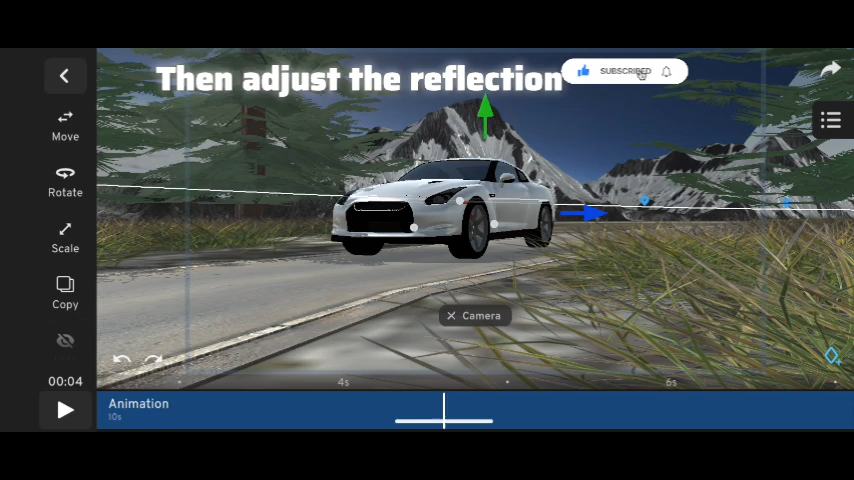 Then adjust the reflection
SUBSCRIBED
Move
Rotate
Scale
Copy
Camera
00:04
4s
6s
Animation
10s